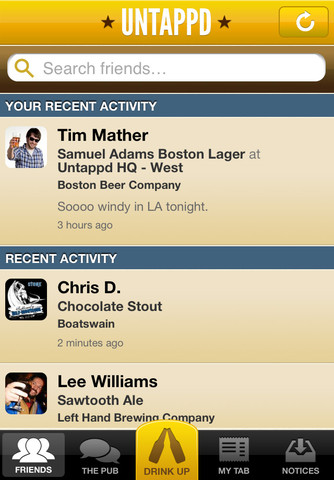 UNTAPPD
Search friends...
YOUR RECENT ACTIVITY
Tim Mather
Samuel Adams Boston Lager at
Untappd HQ - West
Boston Beer Company
Soooo windy in LA tonight.
3 hours ago
RECENT ACTIVITY
Chris D.
Chocolate Stout
Boatswain
2 minutes ago
Lee Williams
Sawtooth Ale
Left Hand Brewing Company
FRIENDS
THE PUB
DRINK UP
MY TAB
NOTICES